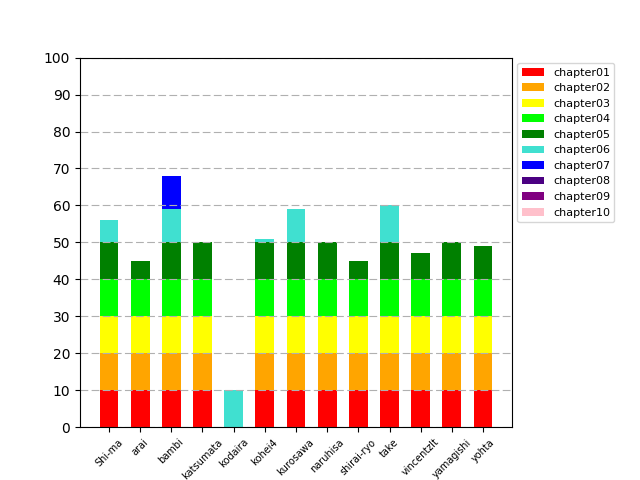 100
90
80
70
60
50
40
30
20
10
0
Shi-ma
arai
bambi
katsumata
kodaira
kohei4
kurosawa
naruhisa
shirai-ryo
take
vincentzlt
yamagishi
yohta
chapter01
chapter02
chapter03
chapter04
chapter05
chapter06
chapter07
chapter08
chapter09
chapter10